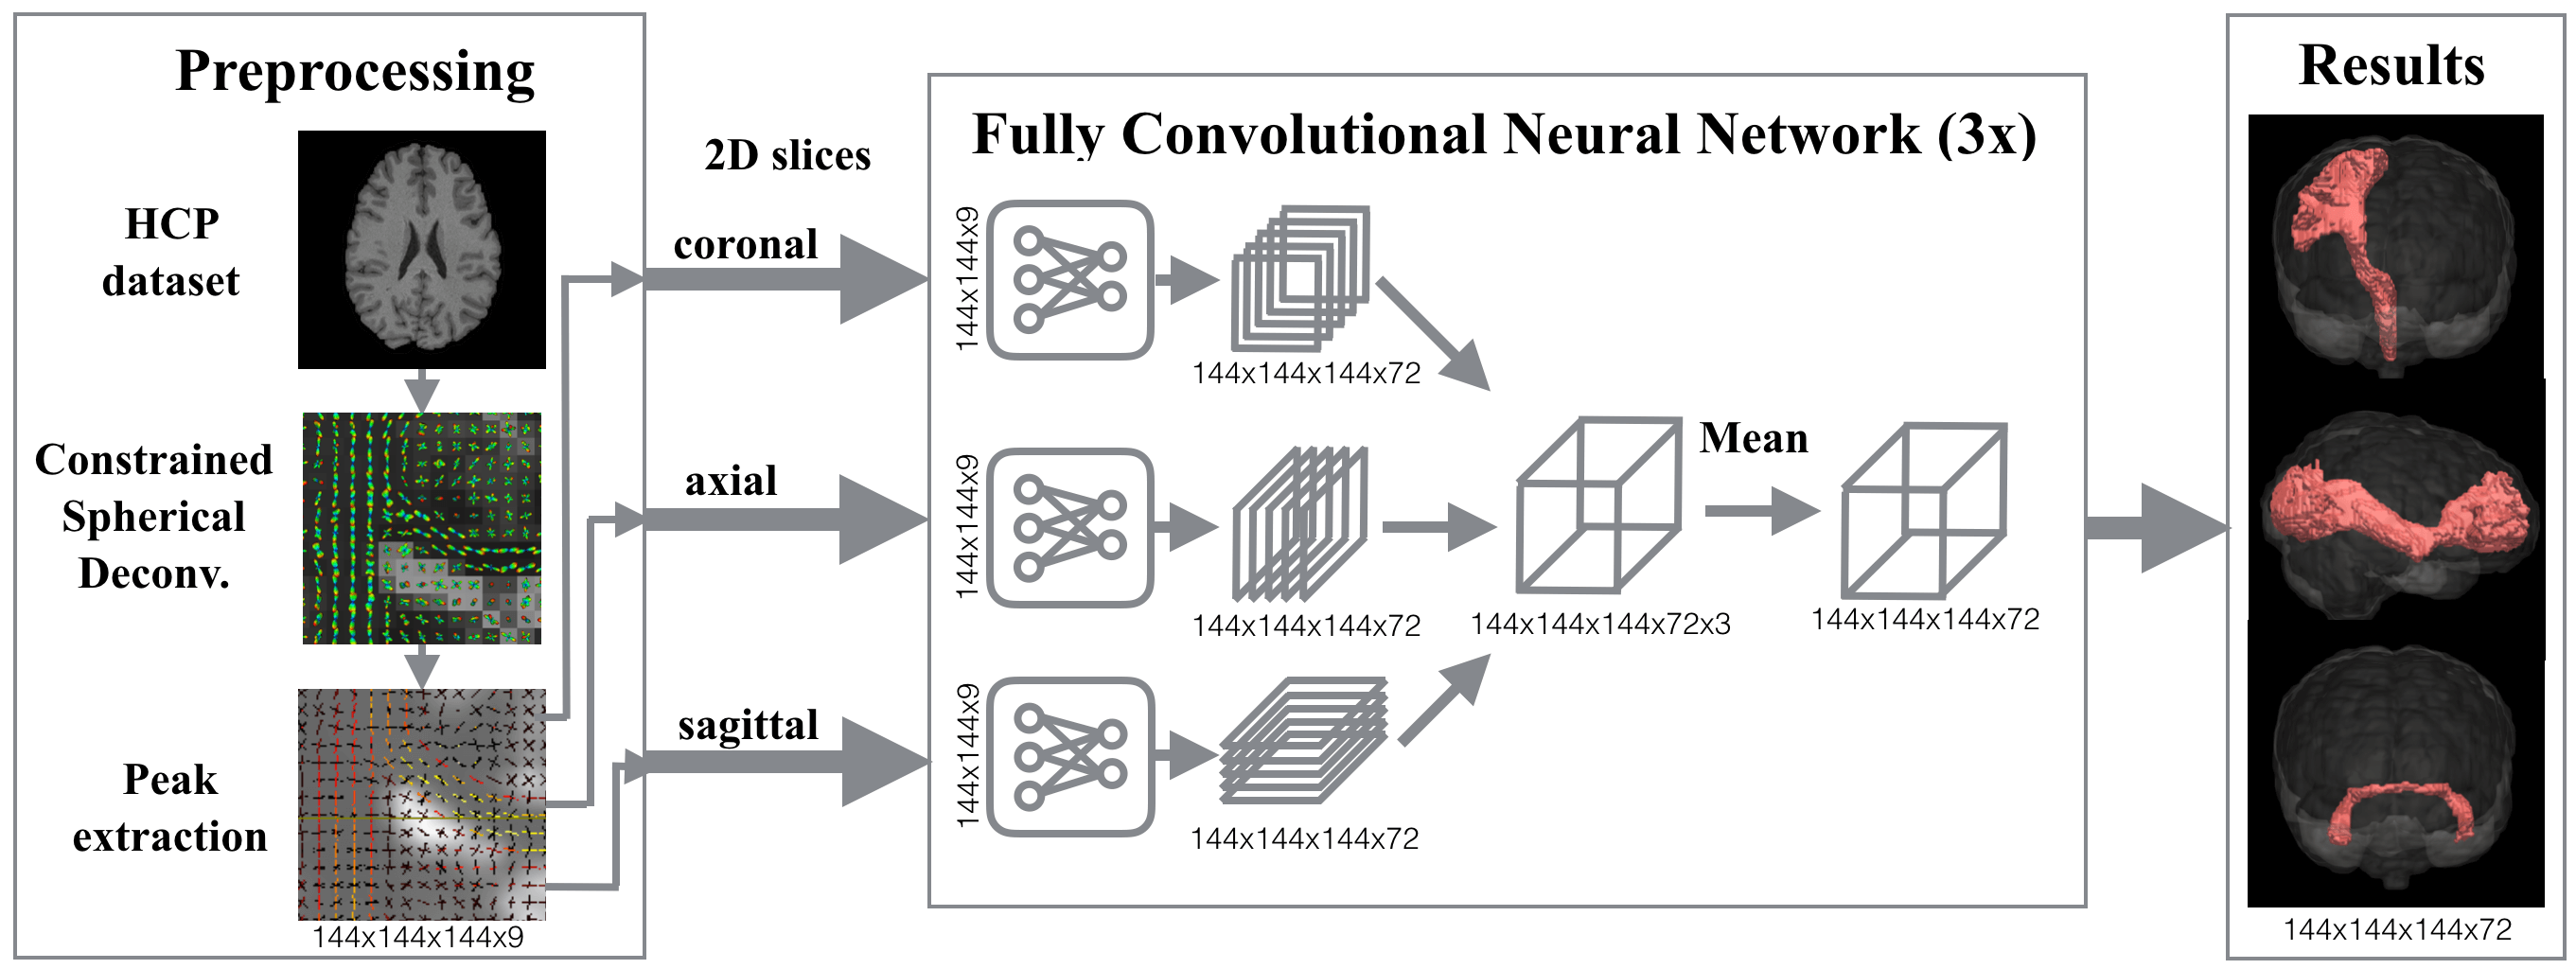 Preprocessing
HCP
dataset
Constrained
Spherical
Deconv.
Peak
extraction
144x144x144x9
2D slices
coronal
axial
sagittal
Fully Convolutional Neural Network (3x)
144x144x9
144x144x144x72
144x144x9
144x144x144x72
144x144x9
144x144x144x72
144x144x144x72x3
Mean
144x144x144x72
Results
144x144x144x72